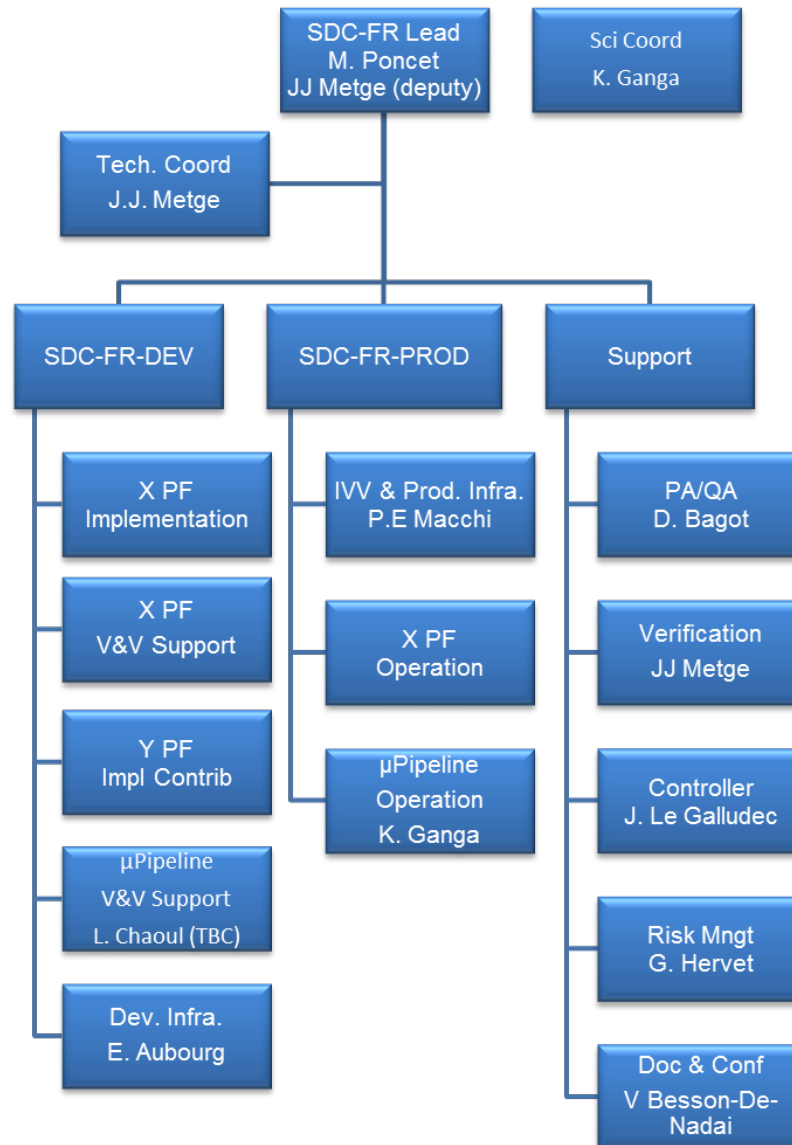 SDC-FR Lead
M. Poncet
JJ Metge (deputy)
Sci Coord
K. Ganga
Tech. Coord
J.J. Metge
SDC-FR-DEV
SDC-FR-PROD
Support
X PF
Implementation
X PF
V&V Support
Y PF
Impl Contrib
µPipeline
V&V Support
L. Chaoul (TBC)
Dev. Infra.
E. Aubourg
IVV & Prod. Infra.
P.E Macchi
X PF
Operation
µPipeline
Operation
K. Ganga
PA/QA
D. Bagot
Verification
JJ Metge
Controller
J. Le Galludec
Risk Mngt
G. Hervet
Doc & Conf
V Besson-De-
Nadai